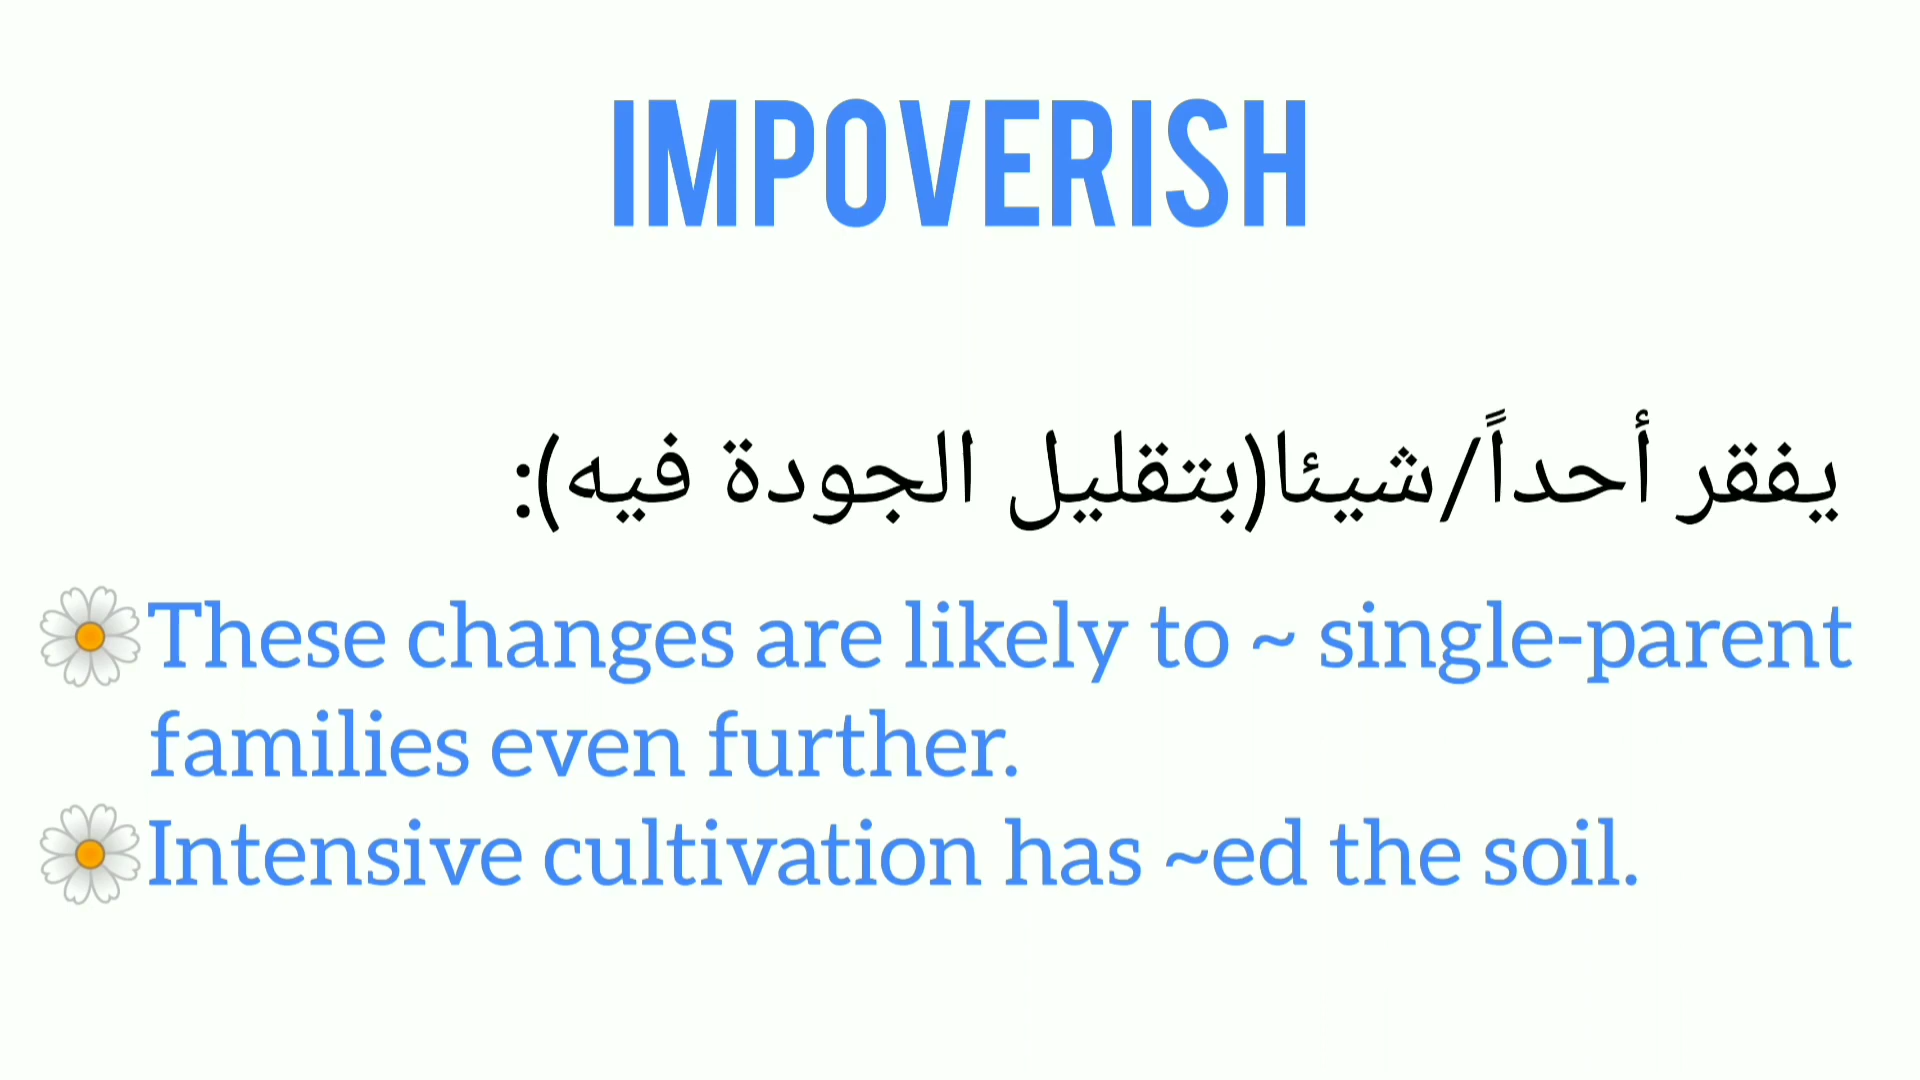 IMPOVERISH
يفقر أحداً/شيئا(بتقليل الجودة فيه):
These changes are likely to ~ single-parent
families even further.
Intensive cultivation has ~ed the soil.